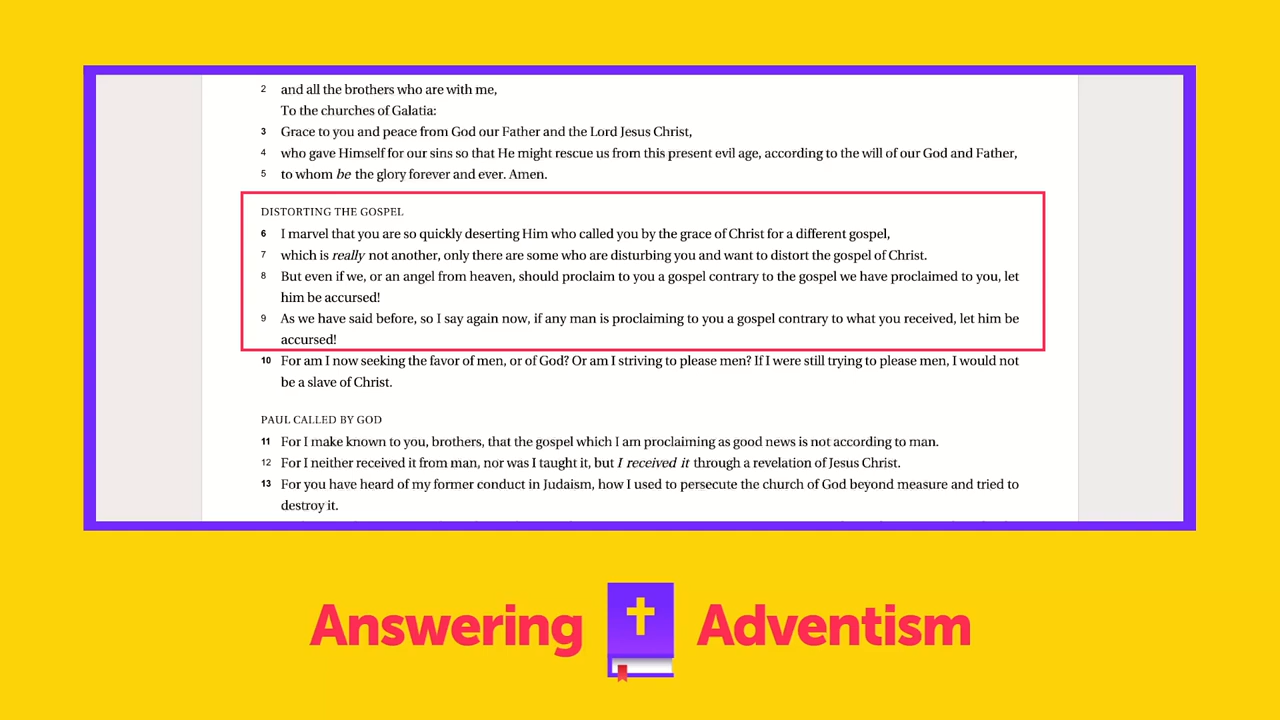 2 and all the brothers who are with me,
To the churches of Galatia:
3 Grace to you and peace from God our Father and the Lord Jesus Christ,
4 who gave Himself for our sins so that He might rescue us from this present evil age, according to the will of our God and Father,
5 to whom be the glory forever and ever. Amen.
DISTORTING THE GOSPEL
6 I marvel that you are so quickly deserting Him who called you by the grace of Christ for a different gospel,
7 which is really not another, only there are some who are disturbing you and want to distort the gospel of Christ.
8 But even if we, or an angel from heaven, should proclaim to you a gospel contrary to the gospel we have proclaimed to you, let
him be accursed!
9 As we have said before, so I say again now, if any man is proclaiming to you a gospel contrary to what you received, let him be
accursed!
10 For am I now seeking the favor of men, or of God? Or am I striving to please men? If I were still trying to please men, I would not
be a slave of Christ.
PAUL CALLED BY GOD
11 For I make known to you, brothers, that the gospel which I am proclaiming as good news is not according to man.
12 For I neither received it from man, nor was I taught it, but I received it through a revelation of Jesus Christ.
13 For you have heard of my former conduct in Judaism, how I used to persecute the church of God beyond measure and tried to
destroy it.
Answering Adventism